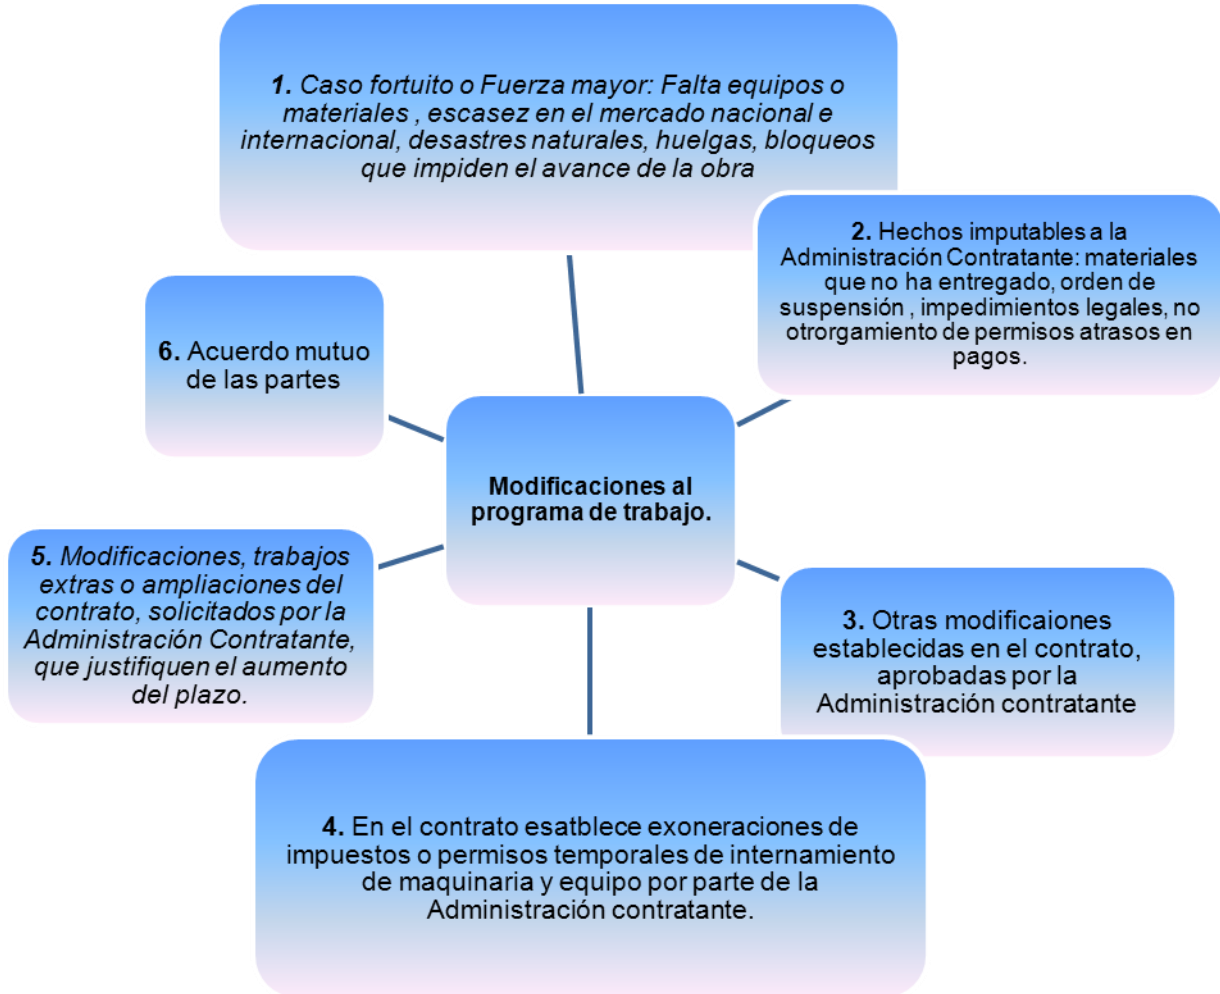 1. Caso fortuito o Fuerza mayor: Falta equipos o
materiales , escasez en el mercado nacional e
internacional, desastres naturales, huelgas, bloqueos
que impiden el avance de la obra
2. Hechos imputables a la
Administración Contratante: materiales
que no ha entregado, orden de
suspensión , impedimientos legales, no
otrorgamiento de permisos atrasos en
pagos.
6. Acuerdo mutuo
de las partes
Modificaciones al
programa de trabajo.
5. Modificaciones, trabajos
extras o ampliaciones del
contrato, solicitados por la
Administración Contratante,
que justifiquen el aumento
del plazo.
3. Otras modificaiones
establecidas en el contrato,
aprobadas por la
Administración contratante
4. En el contrato esatblece exoneraciones de
impuestos o permisos temporales de internamiento
de maquinaria y equipo por parte de la
Administración contratante.